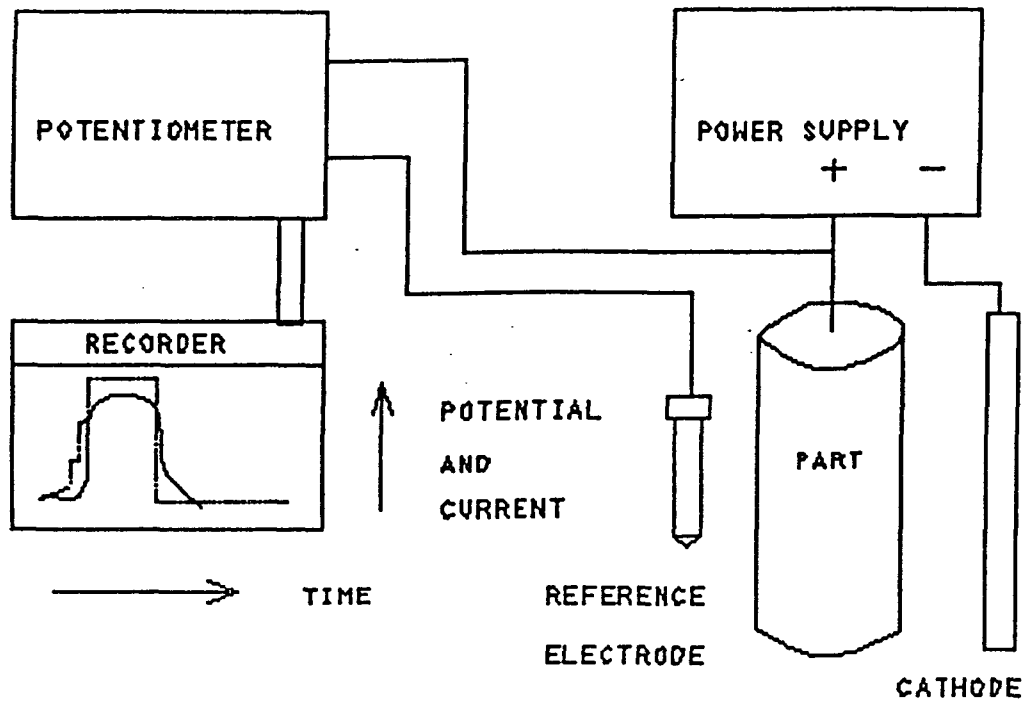 POTENTIOMETER
POWER SUPPLY
+ −
RECORDER
POTENTIAL
AND
CURRENT
PART
TIME
REFERENCE
ELECTRODE
CATHODE